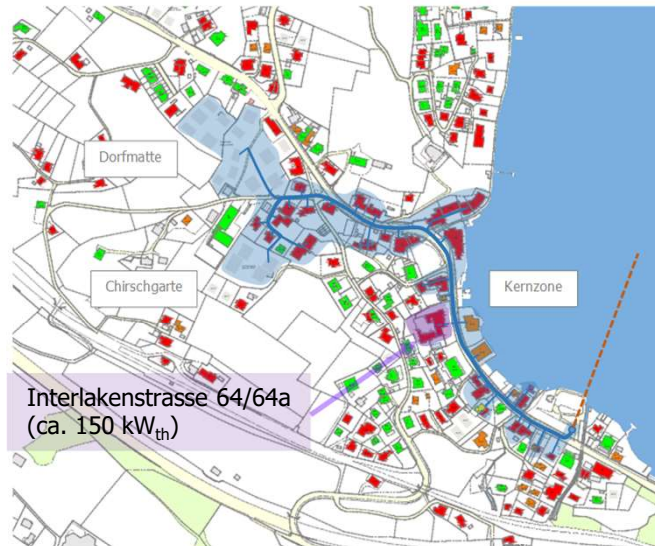 Dorfmatte
Chirschgarte
Kernzone
Interlakenstrasse 64/64a
(ca. 150 kWth)